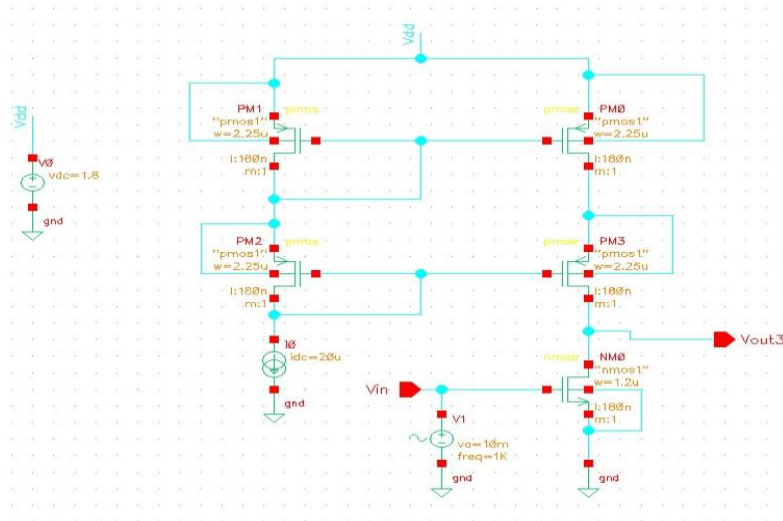 Vdd
Vdd
PM1
pmos
"pmos1"
w=2.25u
l:180n
m:1
pmos
PM0
"pmos1"
w=2.25u
l:180n
m:1
V0
vdc=1.8
gnd
PM2
pmos
"pmos1"
w=2.25u
l:180n
m:1
pmos
PM3
"pmos1"
w=2.25u
l:180n
m:1
I0
idc=20u
gnd
Vout3
nmos
NM0
"nmos1"
w=1.2u
l:180n
m:1
Vin
V1
va=10m
freq=1K
gnd
gnd